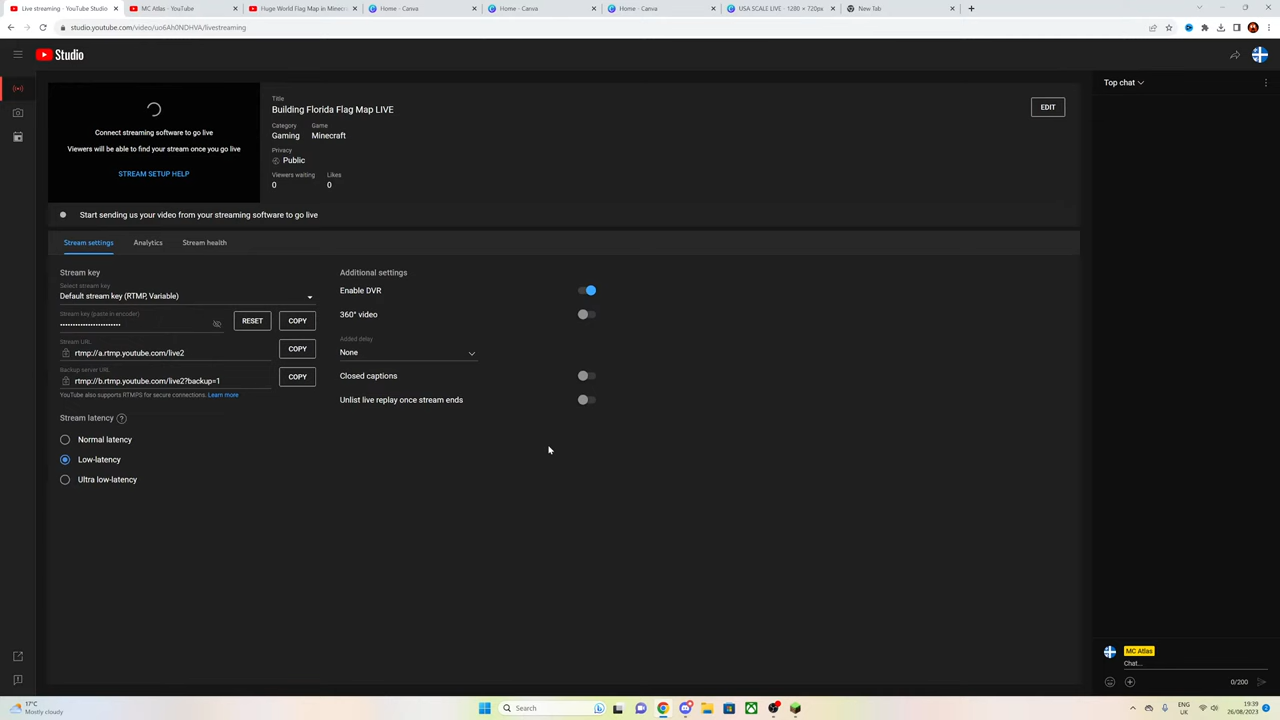 Live streaming - YouTube Studio
MC Atlas - YouTube
Huge World Flag Map in Minecr
Home - Canva
Home - Canva
Home - Canva
USA SCALE LIVE - 1280 × 720px
New Tab
studio.youtube.com/video/uo6Ah0NDHVA/livestreaming
Studio
Connect streaming software to go live
Viewers will be able to find your stream once you go live
STREAM SETUP HELP
Title
Building Florida Flag Map LIVE
Category
Game
Gaming
Minecraft
Privacy
Public
Viewers waiting
Likes
0
0
EDIT
Top chat
Start sending us your video from your streaming software to go live
Stream settings
Analytics
Stream health
Stream key
Select stream key
Default stream key (RTMP, Variable)
Stream key (paste in encoder)
••••••••••••••••••••••••
RESET
COPY
Stream URL
rtmp://a.rtmp.youtube.com/live2
COPY
Backup server URL
rtmp://b.rtmp.youtube.com/live2?backup=1
COPY
YouTube also supports RTMPS for secure connections. Learn more
Stream latency ?
Normal latency
Low-latency
Ultra low-latency
Additional settings
Enable DVR
360° video
Added delay
None
Closed captions
Unlist live replay once stream ends
MC Atlas
Chat...
0/200
17°C
Mostly cloudy
Search
ENG
UK
19:39
26/08/2023